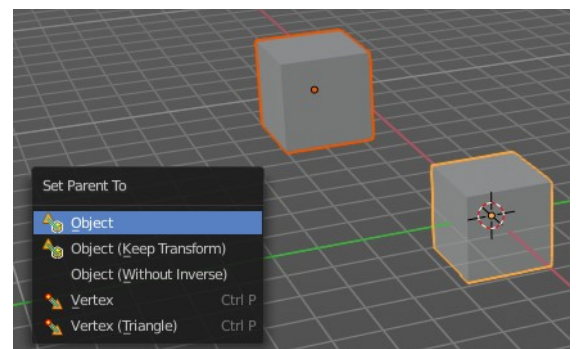 Set Parent To
Object
Object (Keep Transform)
Object (Without Inverse)
Vertex Ctrl P
Vertex (Triangle) Ctrl P